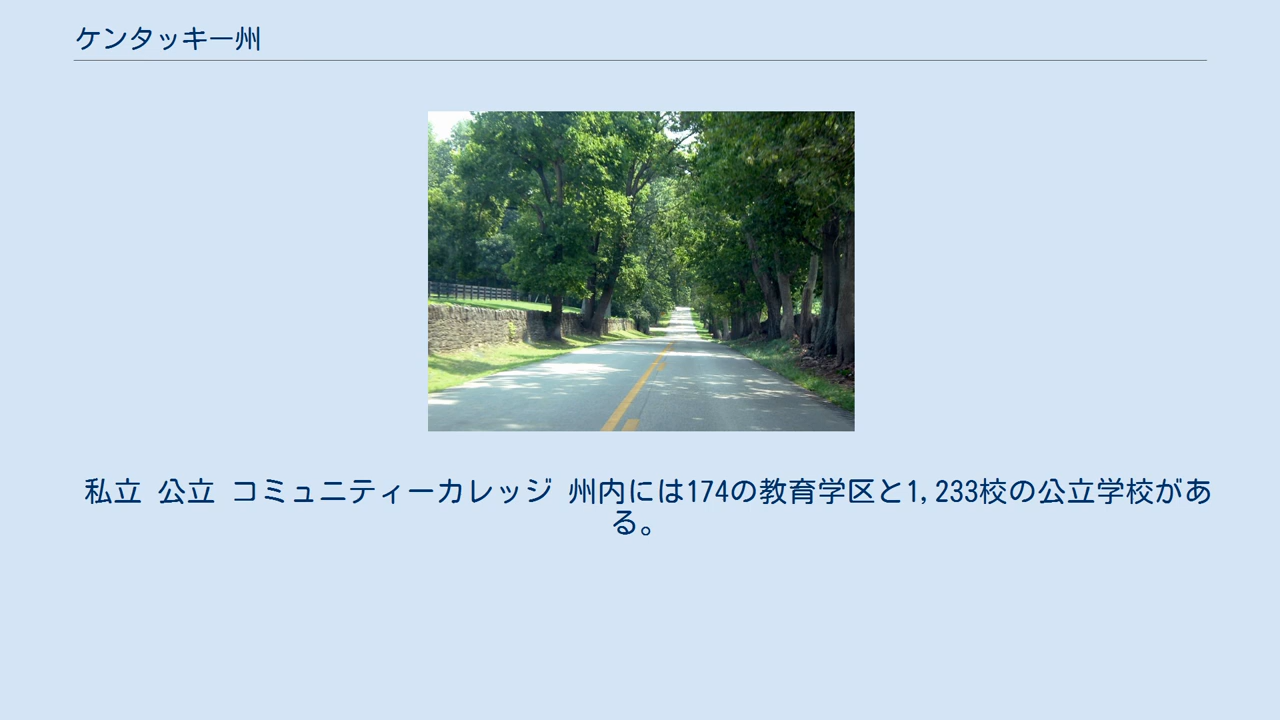 ケンタッキー州
私立 公立 コミュニティーカレッジ 州内には174の教育学区と1,233校の公立学校があ
る。